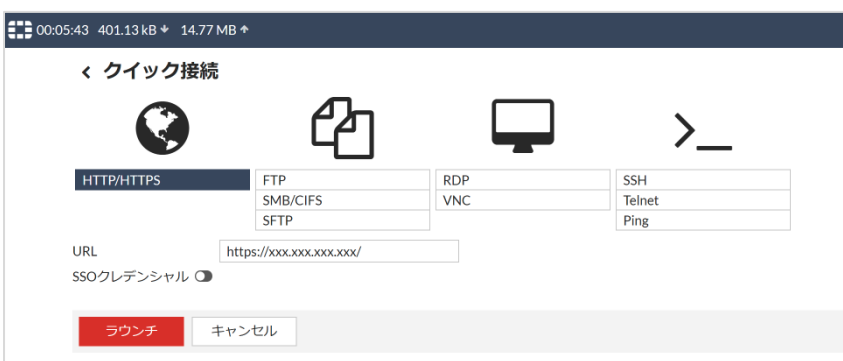 00:05:43 401.13 kB 14.77 MB
クイック接続
HTTP/HTTPS FTP RDP SSH
SMB/CIFS VNC Telnet
SFTP Ping
URL https://xxx.xxx.xxx.xxx/
SSOクレデンシャル
ラウンチ キャンセル